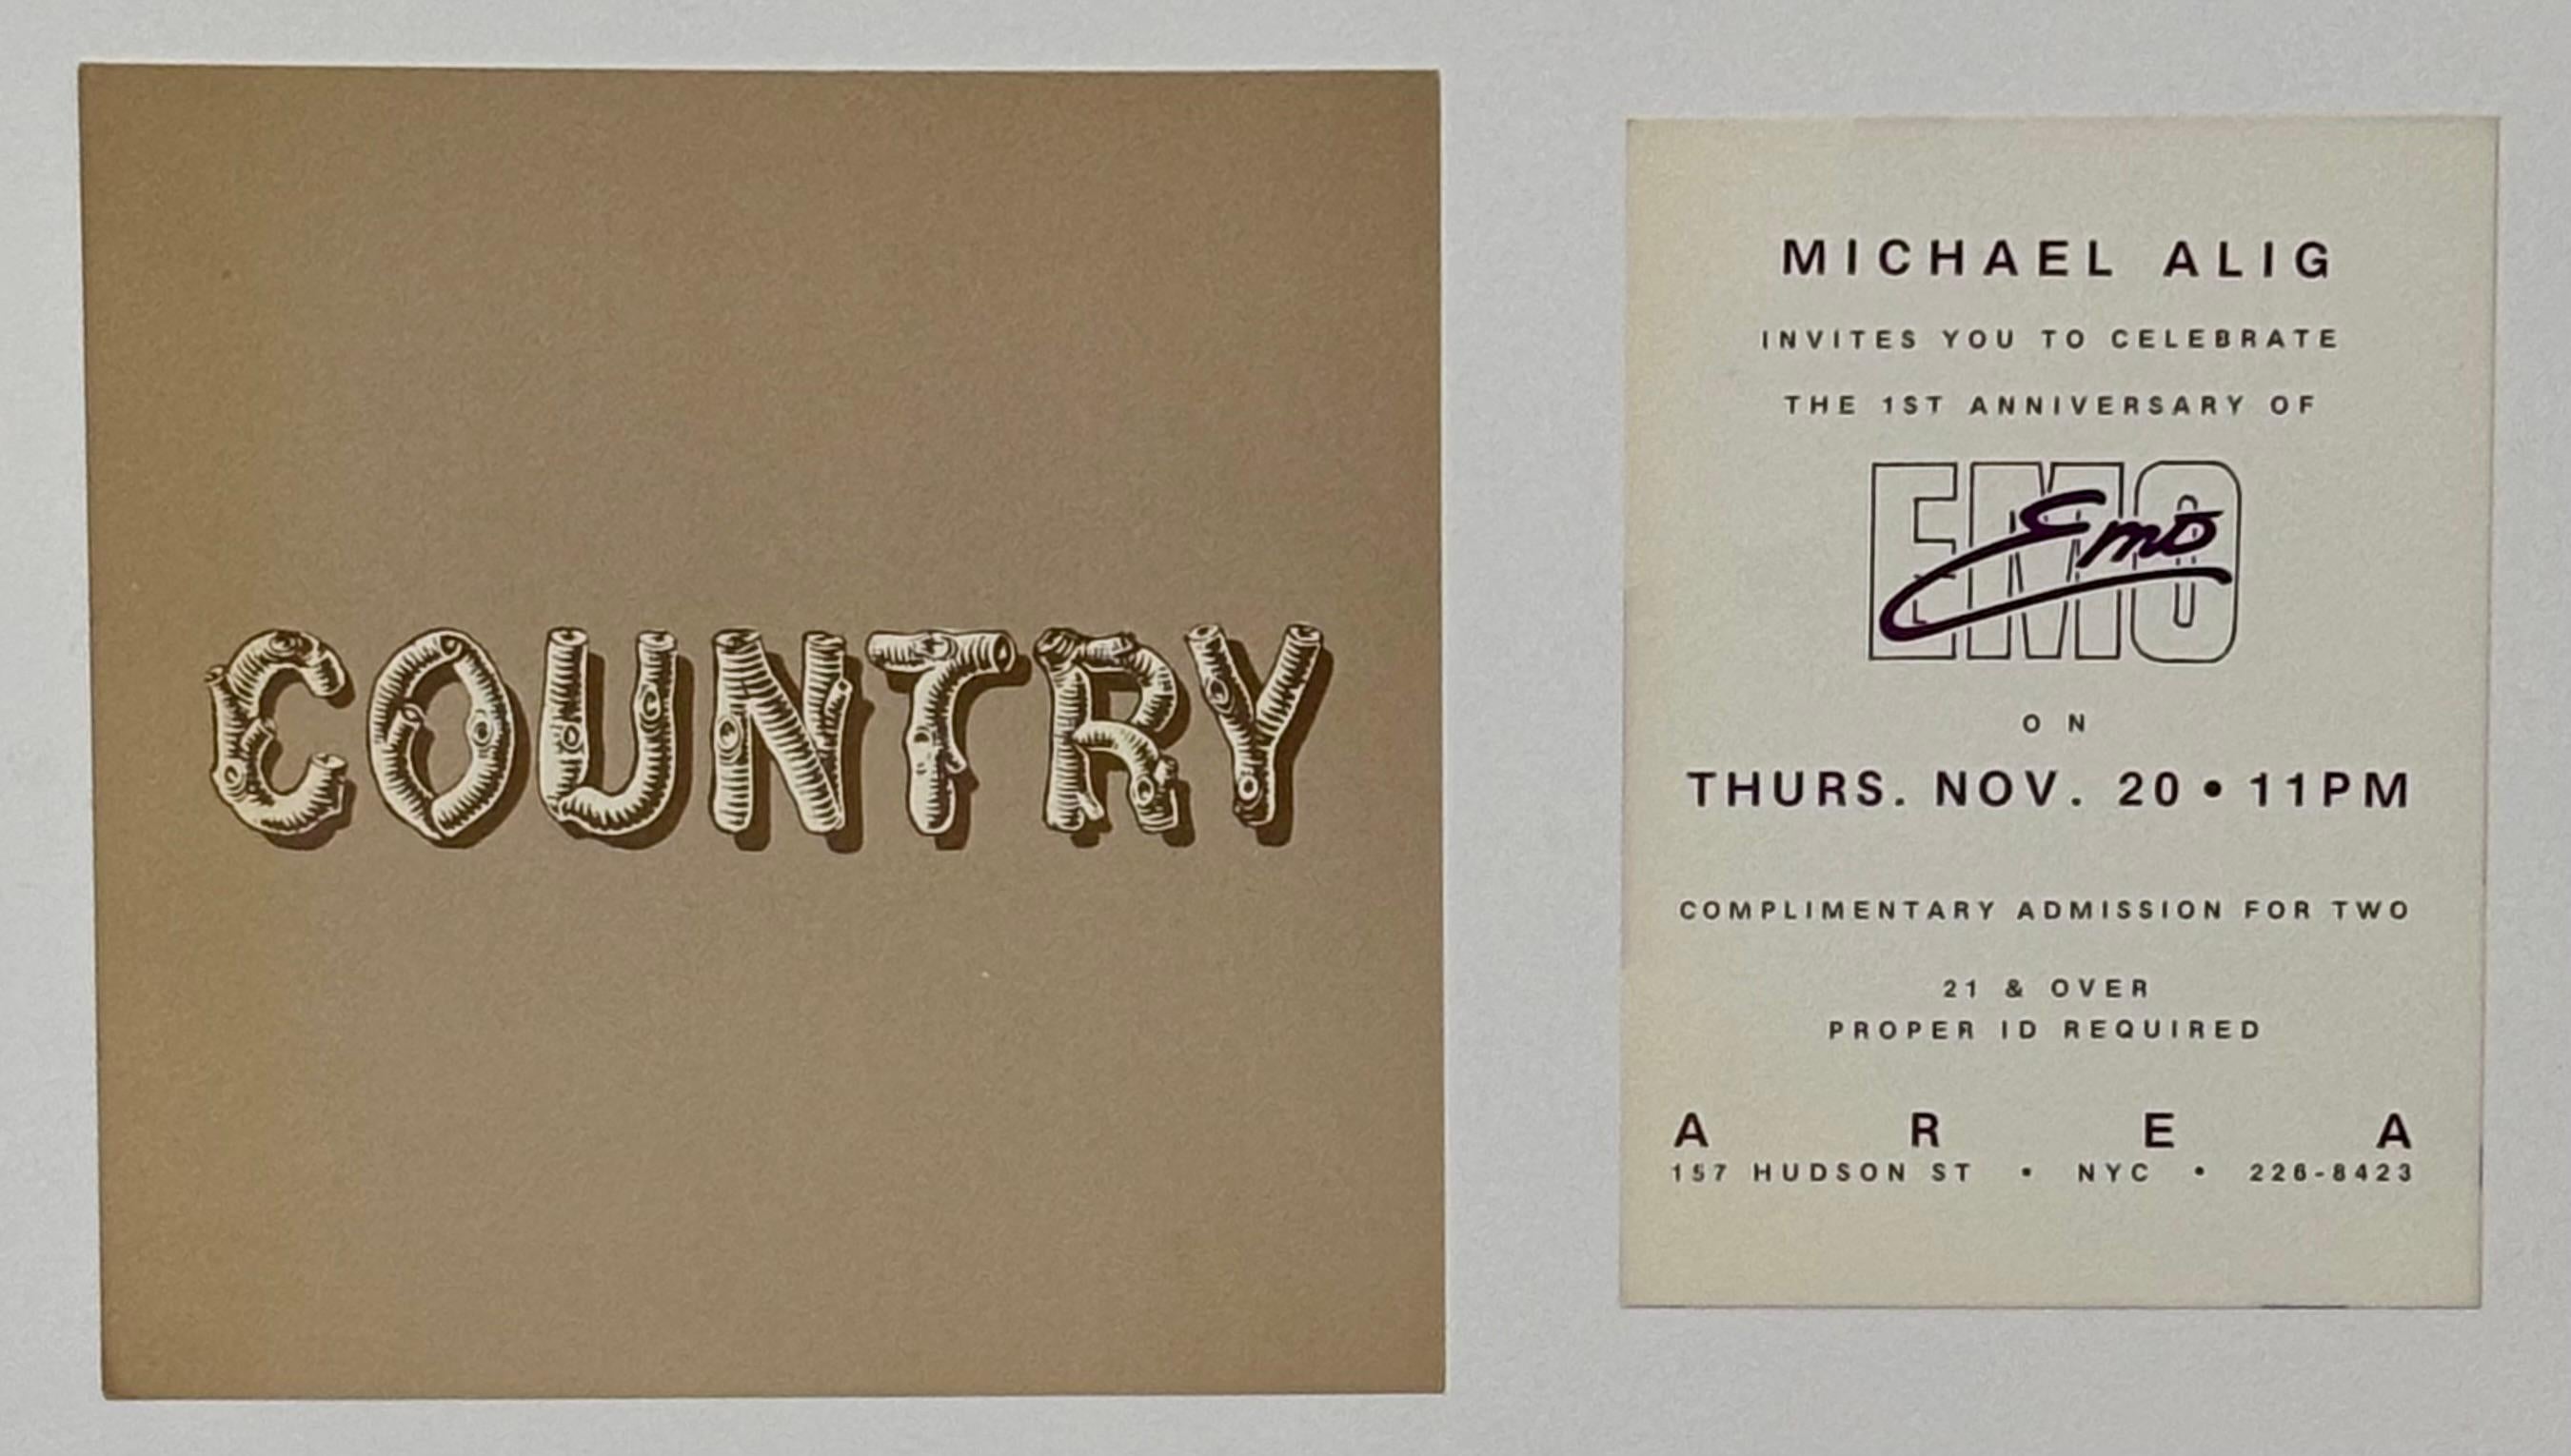 COUNTRY
MICHAEL ALIG
INVITES YOU TO CELEBRATE
THE 1ST ANNIVERSARY OF
EMO
Emo
ON
THURS. NOV. 20 • 11PM
COMPLIMENTARY ADMISSION FOR TWO
21 & OVER
PROPER ID REQUIRED
AREA
157 HUDSON ST • NYC • 226-8423